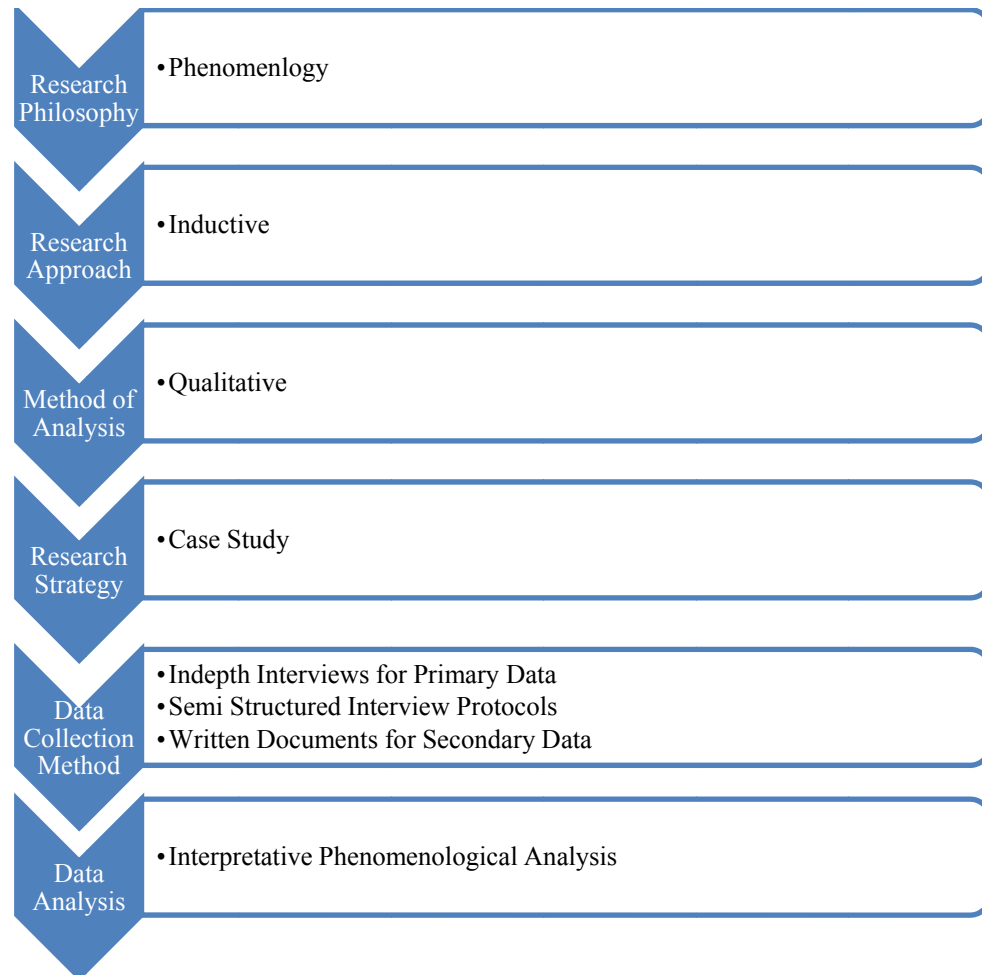 Research
Philosophy
•Phenomenlogy
Research
Approach
•Inductive
Method of
Analysis
•Qualitative
Research
Strategy
•Case Study
Data
Collection
Method
•Indepth Interviews for Primary Data
•Semi Structured Interview Protocols
•Written Documents for Secondary Data
Data
Analysis
•Interpretative Phenomenological Analysis